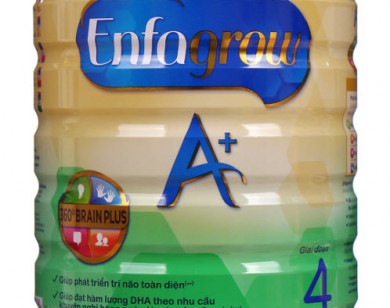 Enfagrow
A+
360° BRAIN PLUS
Giúp phát triển trí não toàn diện(**)
Giai đoạn
4
Giúp đạt hàm lượng DHA theo nhu cầu